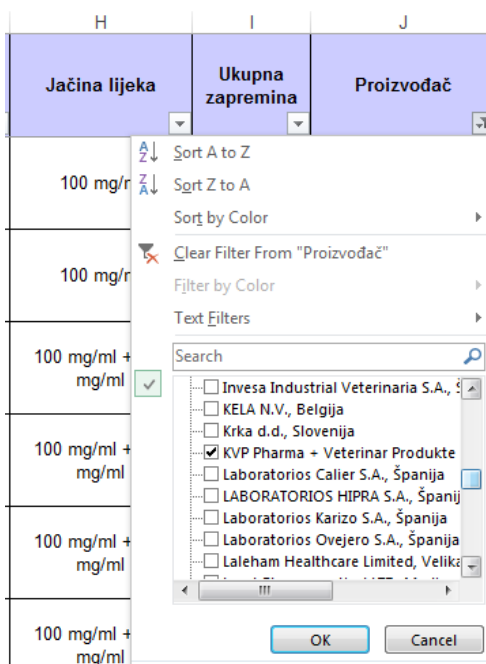 H I J
Jačina lijeka
Ukupna
zapremina
Proizvođač
100 mg/
100 mg/
100 mg/ml +
mg/ml
100 mg/ml +
mg/ml
100 mg/ml +
mg/ml
100 mg/ml +
mg/ml
Sort A to Z
Sort Z to A
Sort by Color
Clear Filter From "Proizvođač"
Filter by Color
Text Filters
Search
Invesa Industrial Veterinaria S.A.,
KELA N.V., Belgija
Krka d.d., Slovenija
KVP Pharma + Veterinar Produkte
Laboratorios Calier S.A., Španija
LABORATORIOS HIPRA S.A., Španij
Laboratorios Karizo S.A., Španija
Laboratorios Ovejero S.A., Španija
Laleham Healthcare Limited, Velika
OK Cancel